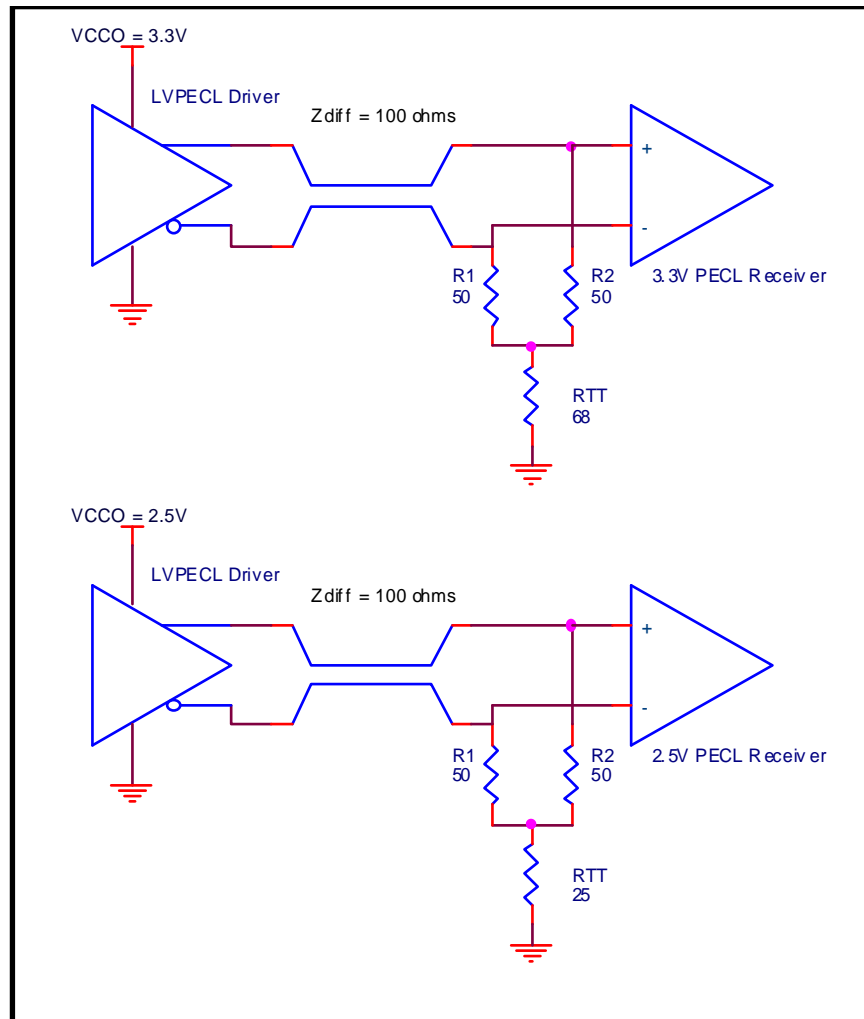 VCCO = 3.3V
LVPECL Driver
Zdiff = 100 ohms
+
-
R1
50
R2
50
3.3V PECL Receiver
RTT
68
VCCO = 2.5V
LVPECL Driver
Zdiff = 100 ohms
+
-
R1
50
R2
50
2.5V PECL Receiver
RTT
25